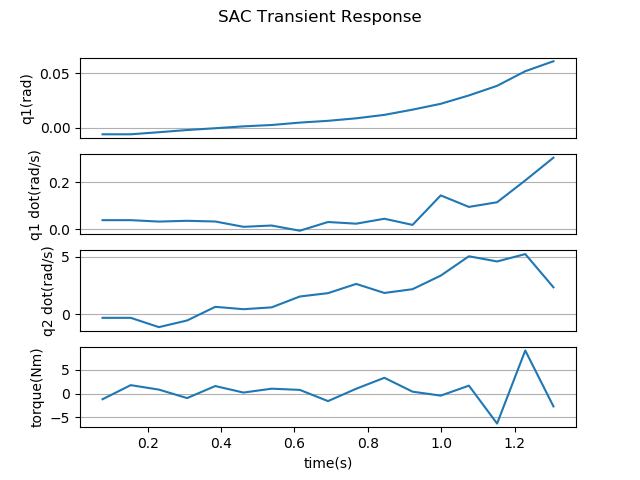 SAC Transient Response
0.05
0.00
q1(rad)
0.2
0.0
q1 dot(rad/s)
5
0
q2 dot(rad/s)
5
0
−5
torque(Nm)
0.2 0.4 0.6 0.8 1.0 1.2
time(s)